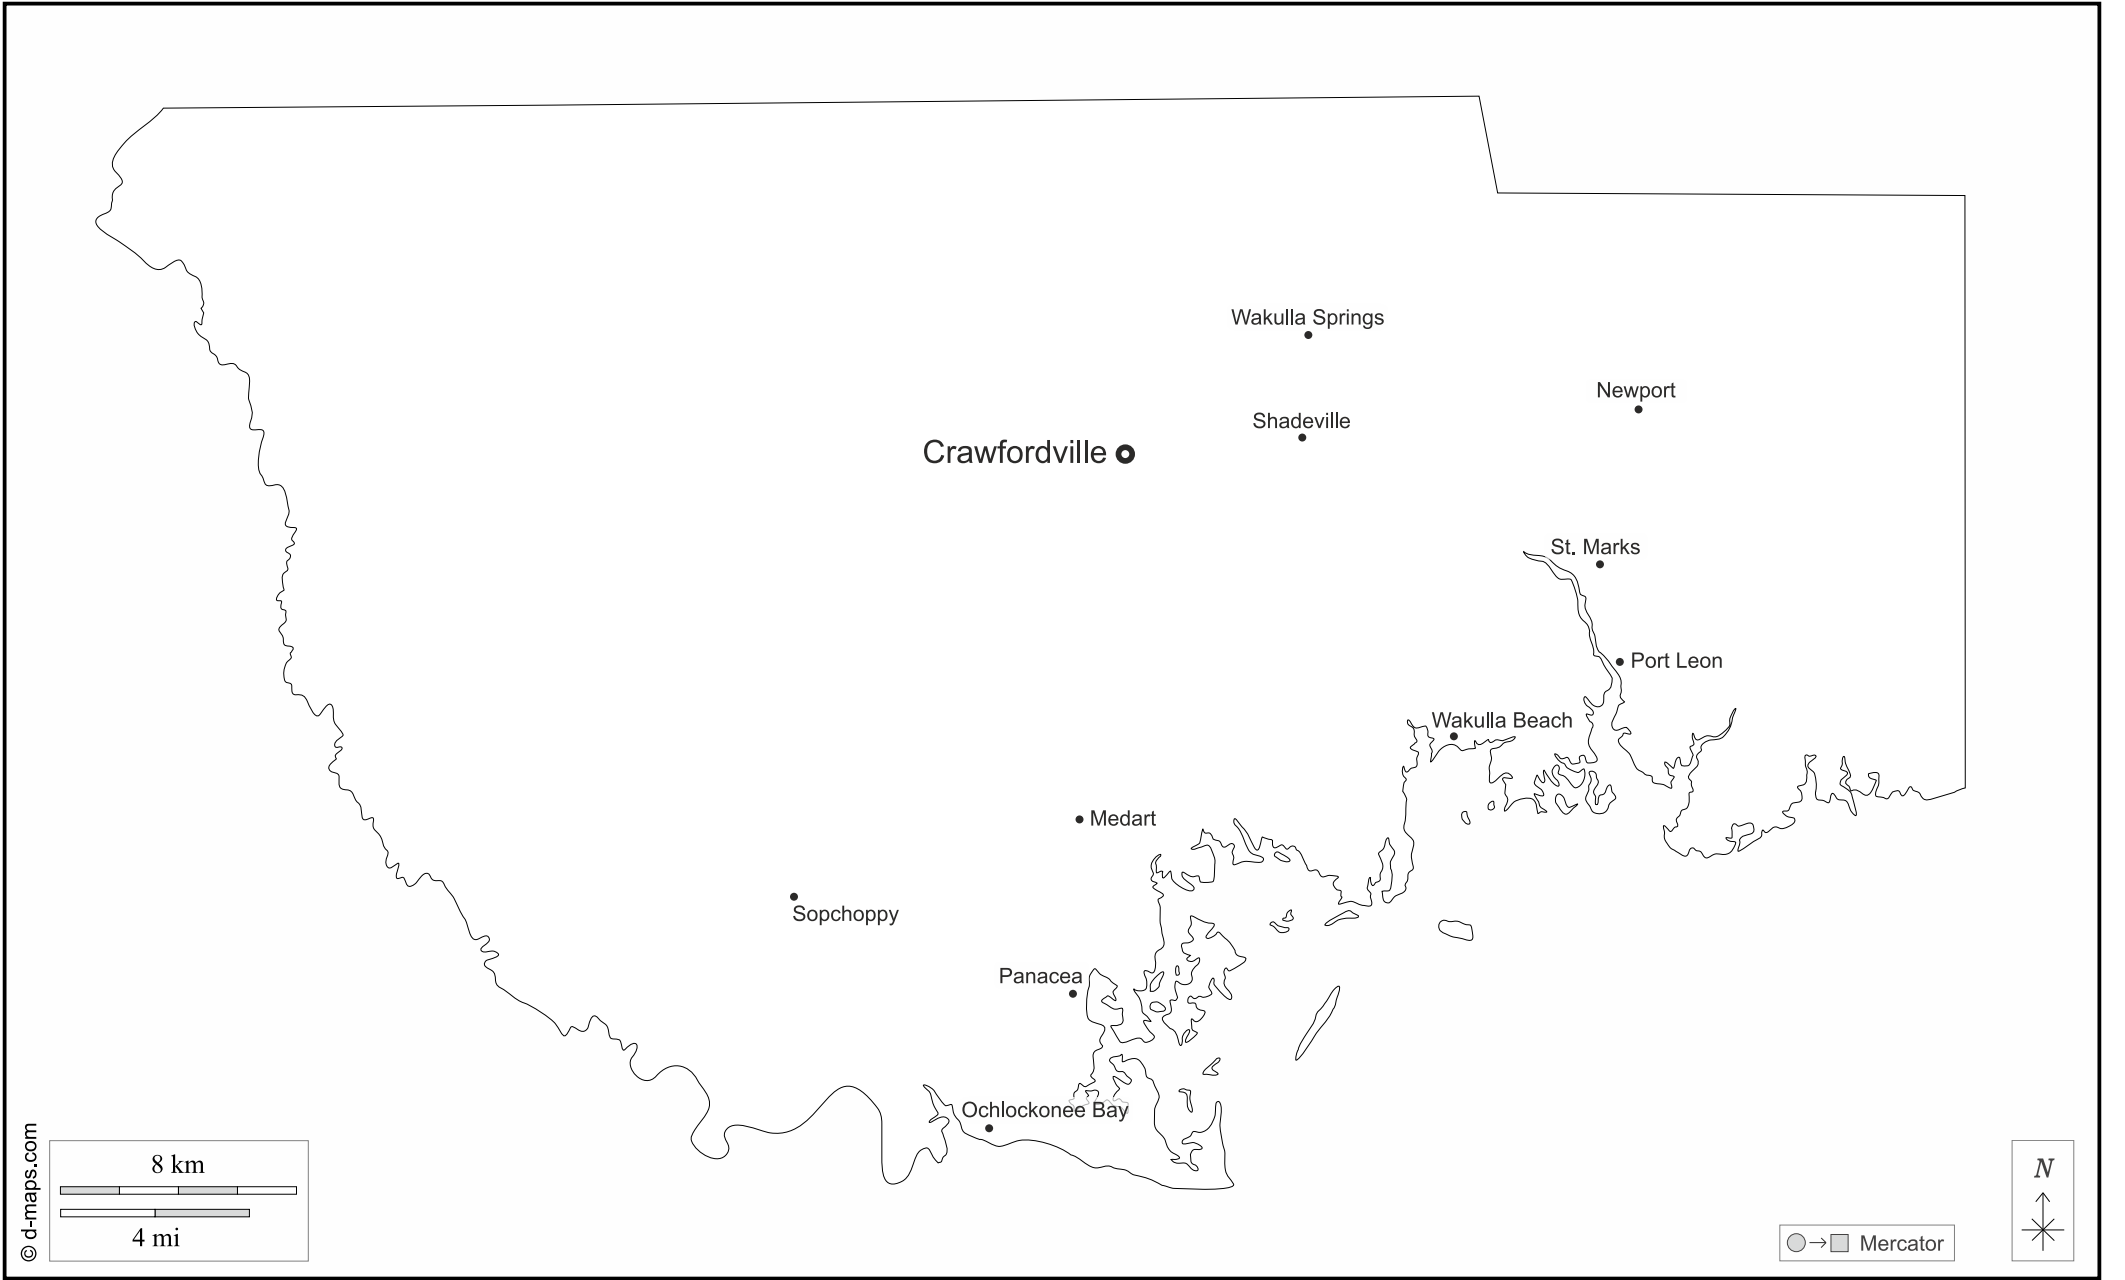 Wakulla Springs
Newport
Shadeville
Crawfordville
St. Marks
Port Leon
Wakulla Beach
Medart
Sopchoppy
Panacea
Ochlockonee Bay
© d-maps.com
8 km
4 mi
N
Mercator